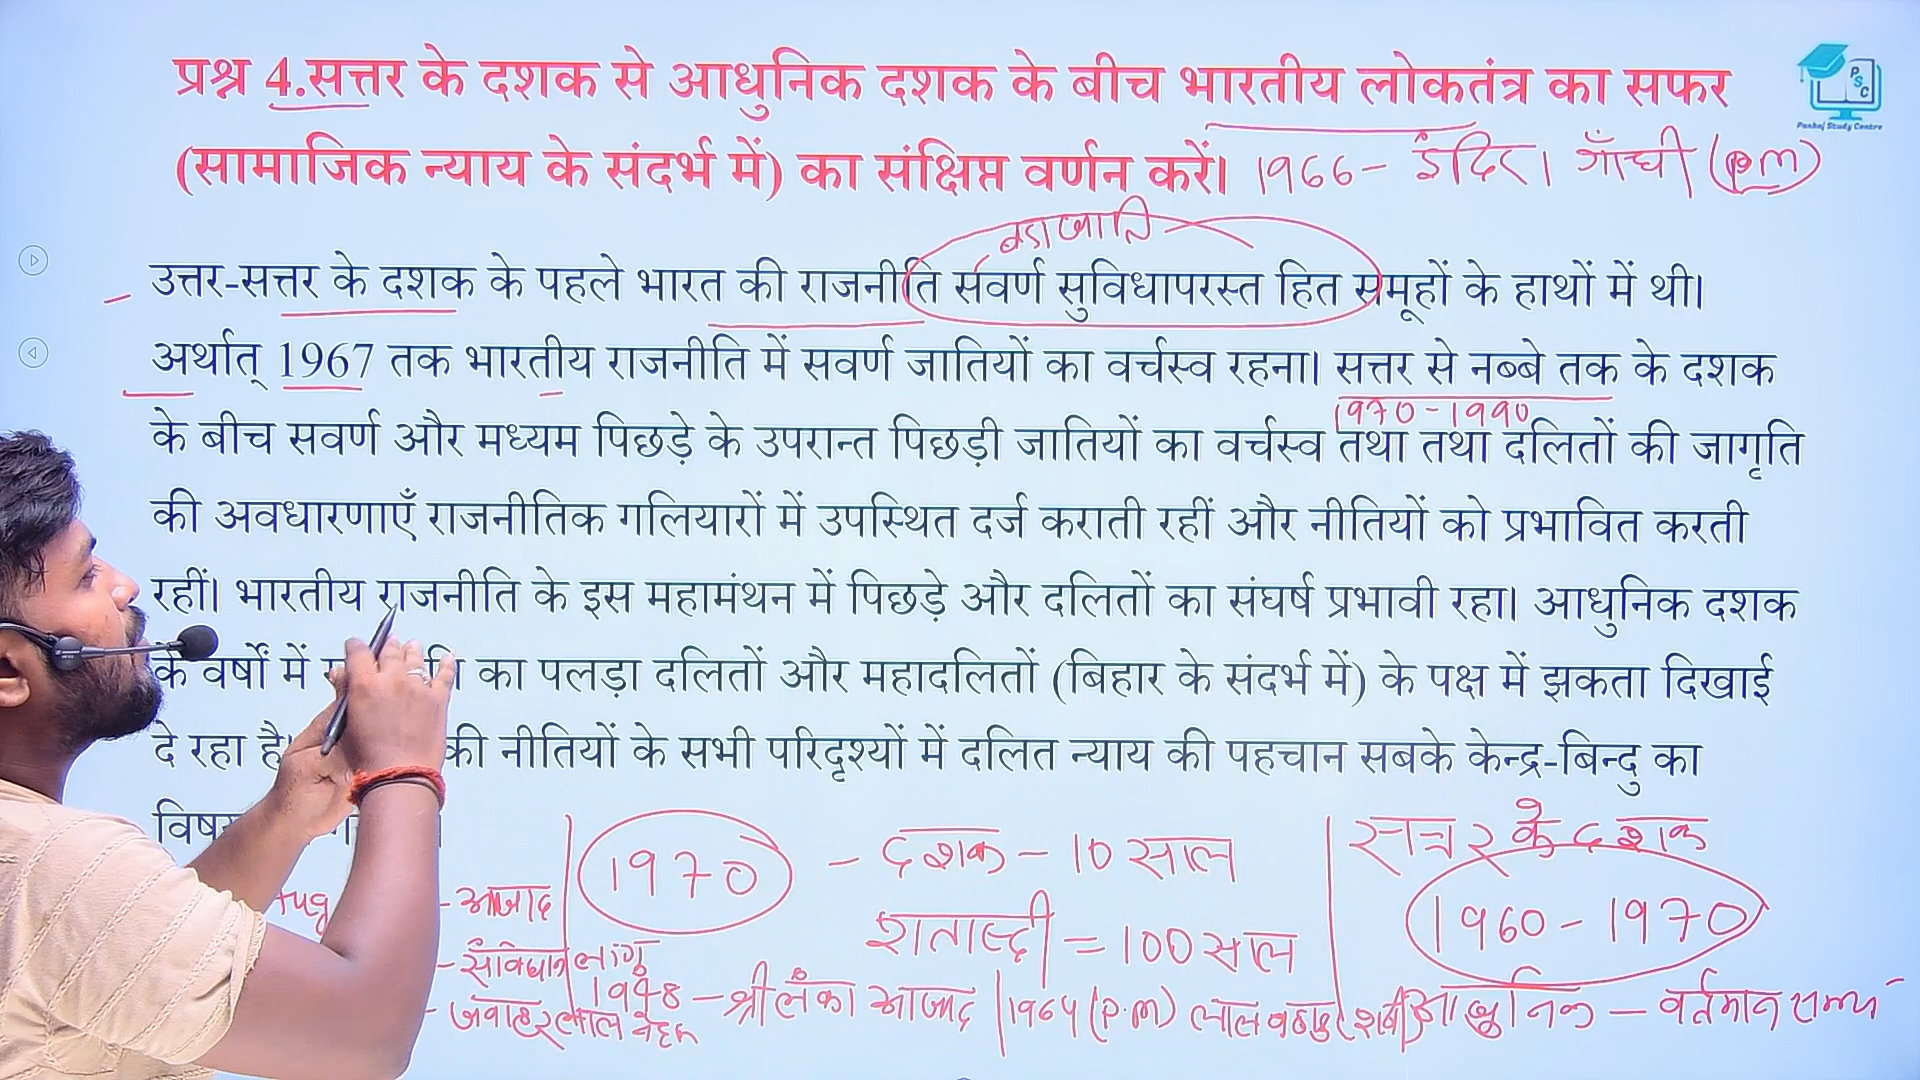 प्रश्न 4.सत्तर के दशक से आधुनिक दशक के बीच भारतीय लोकतंत्र का सफर
PSC
Pankaj Study Centre
(सामाजिक न्याय के संदर्भ में) का संक्षिप्त वर्णन करें।
1966- इंदिरा गाँधी (P.M)
उत्तर-सत्तर के दशक के पहले भारत की राजनीति सवर्ण सुविधापरस्त हित समूहों के हाथों में थी।
अर्थात् 1967 तक भारतीय राजनीति में सवर्ण जातियों का वर्चस्व रहना। सत्तर से नब्बे तक के दशक
1970-1990
के बीच सवर्ण और मध्यम पिछड़े के उपरान्त पिछड़ी जातियों का वर्चस्व तथा तथा दलितों की जागृति
की अवधारणाएँ राजनीतिक गलियारों में उपस्थित दर्ज कराती रहीं और नीतियों को प्रभावित करती
रहीं। भारतीय राजनीति के इस महामंथन में पिछड़े और दलितों का संघर्ष प्रभावी रहा। आधुनिक दशक
के वर्षों में का पलड़ा दलितों और महादलितों (बिहार के संदर्भ में) के पक्ष में झकता दिखाई
दे रहा है। की नीतियों के सभी परिदृश्यों में दलित न्याय की पहचान सबके केन्द्र-बिन्दु का
1970 - दशक - 10 साल
सत्तर के दशक
- आजाद
शताब्दी = 100 साल
1960 - 1970
- संविधान लागु
1948 - श्रीलंका आजाद
- जवाहरलाल नेहरू
1964 (P.M) लाल बहादुर शास्त्री
आधुनिक - वर्तमान समय